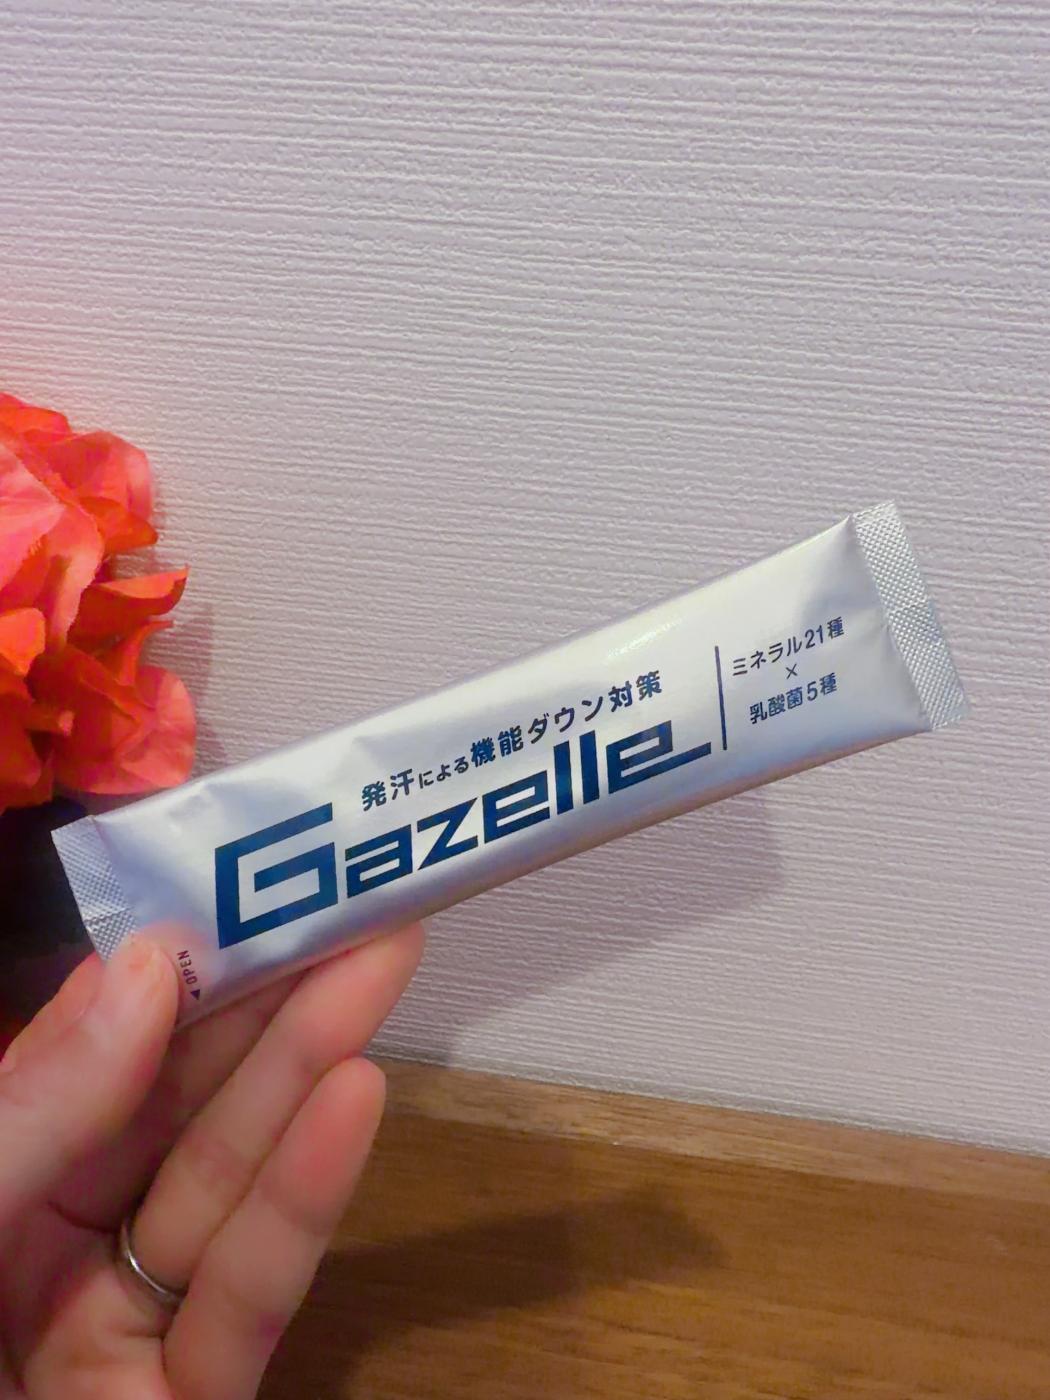 発汗による機能ダウン対策
Gazelle
ミネラル21種
×
乳酸菌5種
◀OPEN